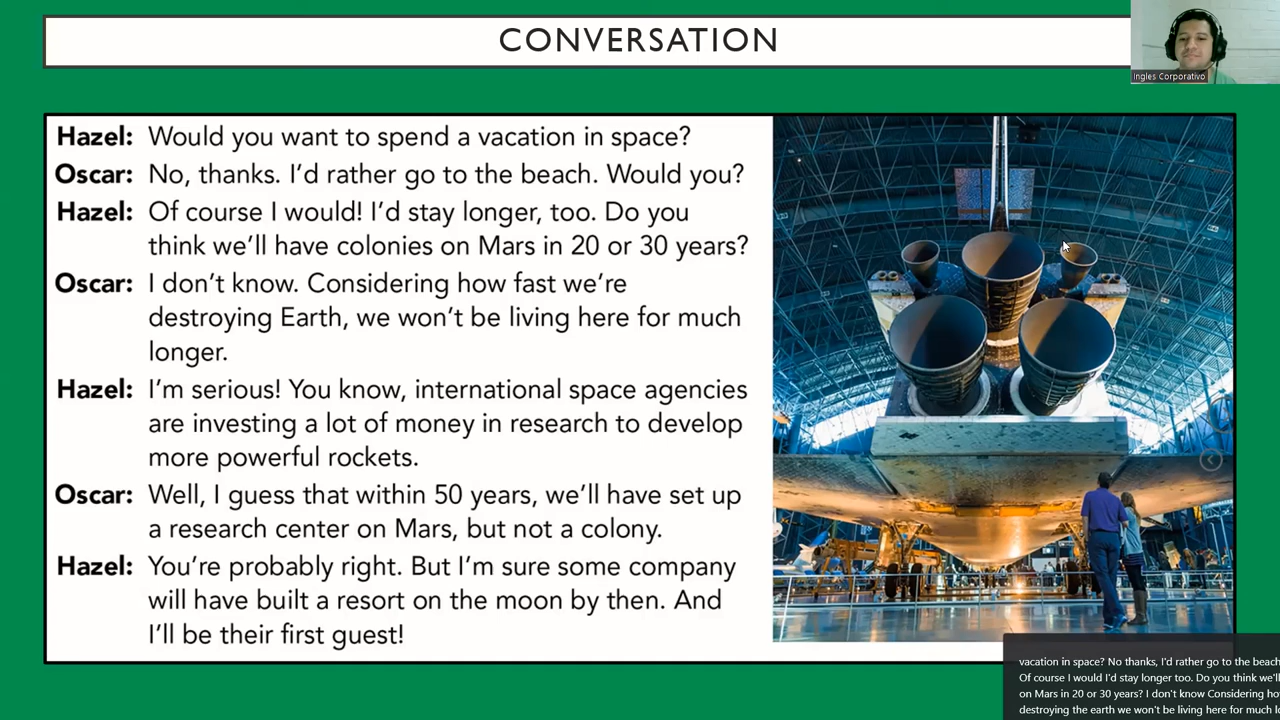 CONVERSATION
Ingles Corporativo
Hazel: Would you want to spend a vacation in space?
Oscar: No, thanks. I'd rather go to the beach. Would you?
Hazel: Of course I would! I'd stay longer, too. Do you
think we'll have colonies on Mars in 20 or 30 years?
Oscar: I don't know. Considering how fast we're
destroying Earth, we won't be living here for much
longer.
Hazel: I'm serious! You know, international space agencies
are investing a lot of money in research to develop
more powerful rockets.
Oscar: Well, I guess that within 50 years, we'll have set up
a research center on Mars, but not a colony.
Hazel: You're probably right. But I'm sure some company
will have built a resort on the moon by then. And
I'll be their first guest!
vacation in space? No thanks, I'd rather go to the beach
Of course I would I'd stay longer too. Do you think we'll
on Mars in 20 or 30 years? I don't know Considering
destroying the earth we won't be living here for much